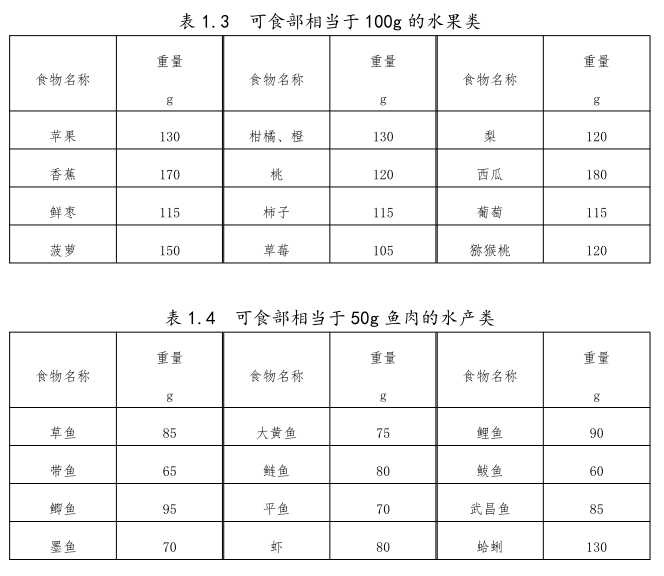 表 1.3 可食部相当于 100g 的水果类
食物名称 重量 g 食物名称 重量 g 食物名称 重量 g
苹果 130 柑橘、橙 130 梨 120
香蕉 170 桃 120 西瓜 180
鲜枣 115 柿子 115 葡萄 115
菠萝 150 草莓 105 猕猴桃 120
表 1.4 可食部相当于 50g 鱼肉的水产类
食物名称 重量 g 食物名称 重量 g 食物名称 重量 g
草鱼 85 大黄鱼 75 鲤鱼 90
带鱼 65 鲢鱼 80 鲅鱼 60
鲫鱼 95 平鱼 70 武昌鱼 85
墨鱼 70 虾 80 蛤蜊 130